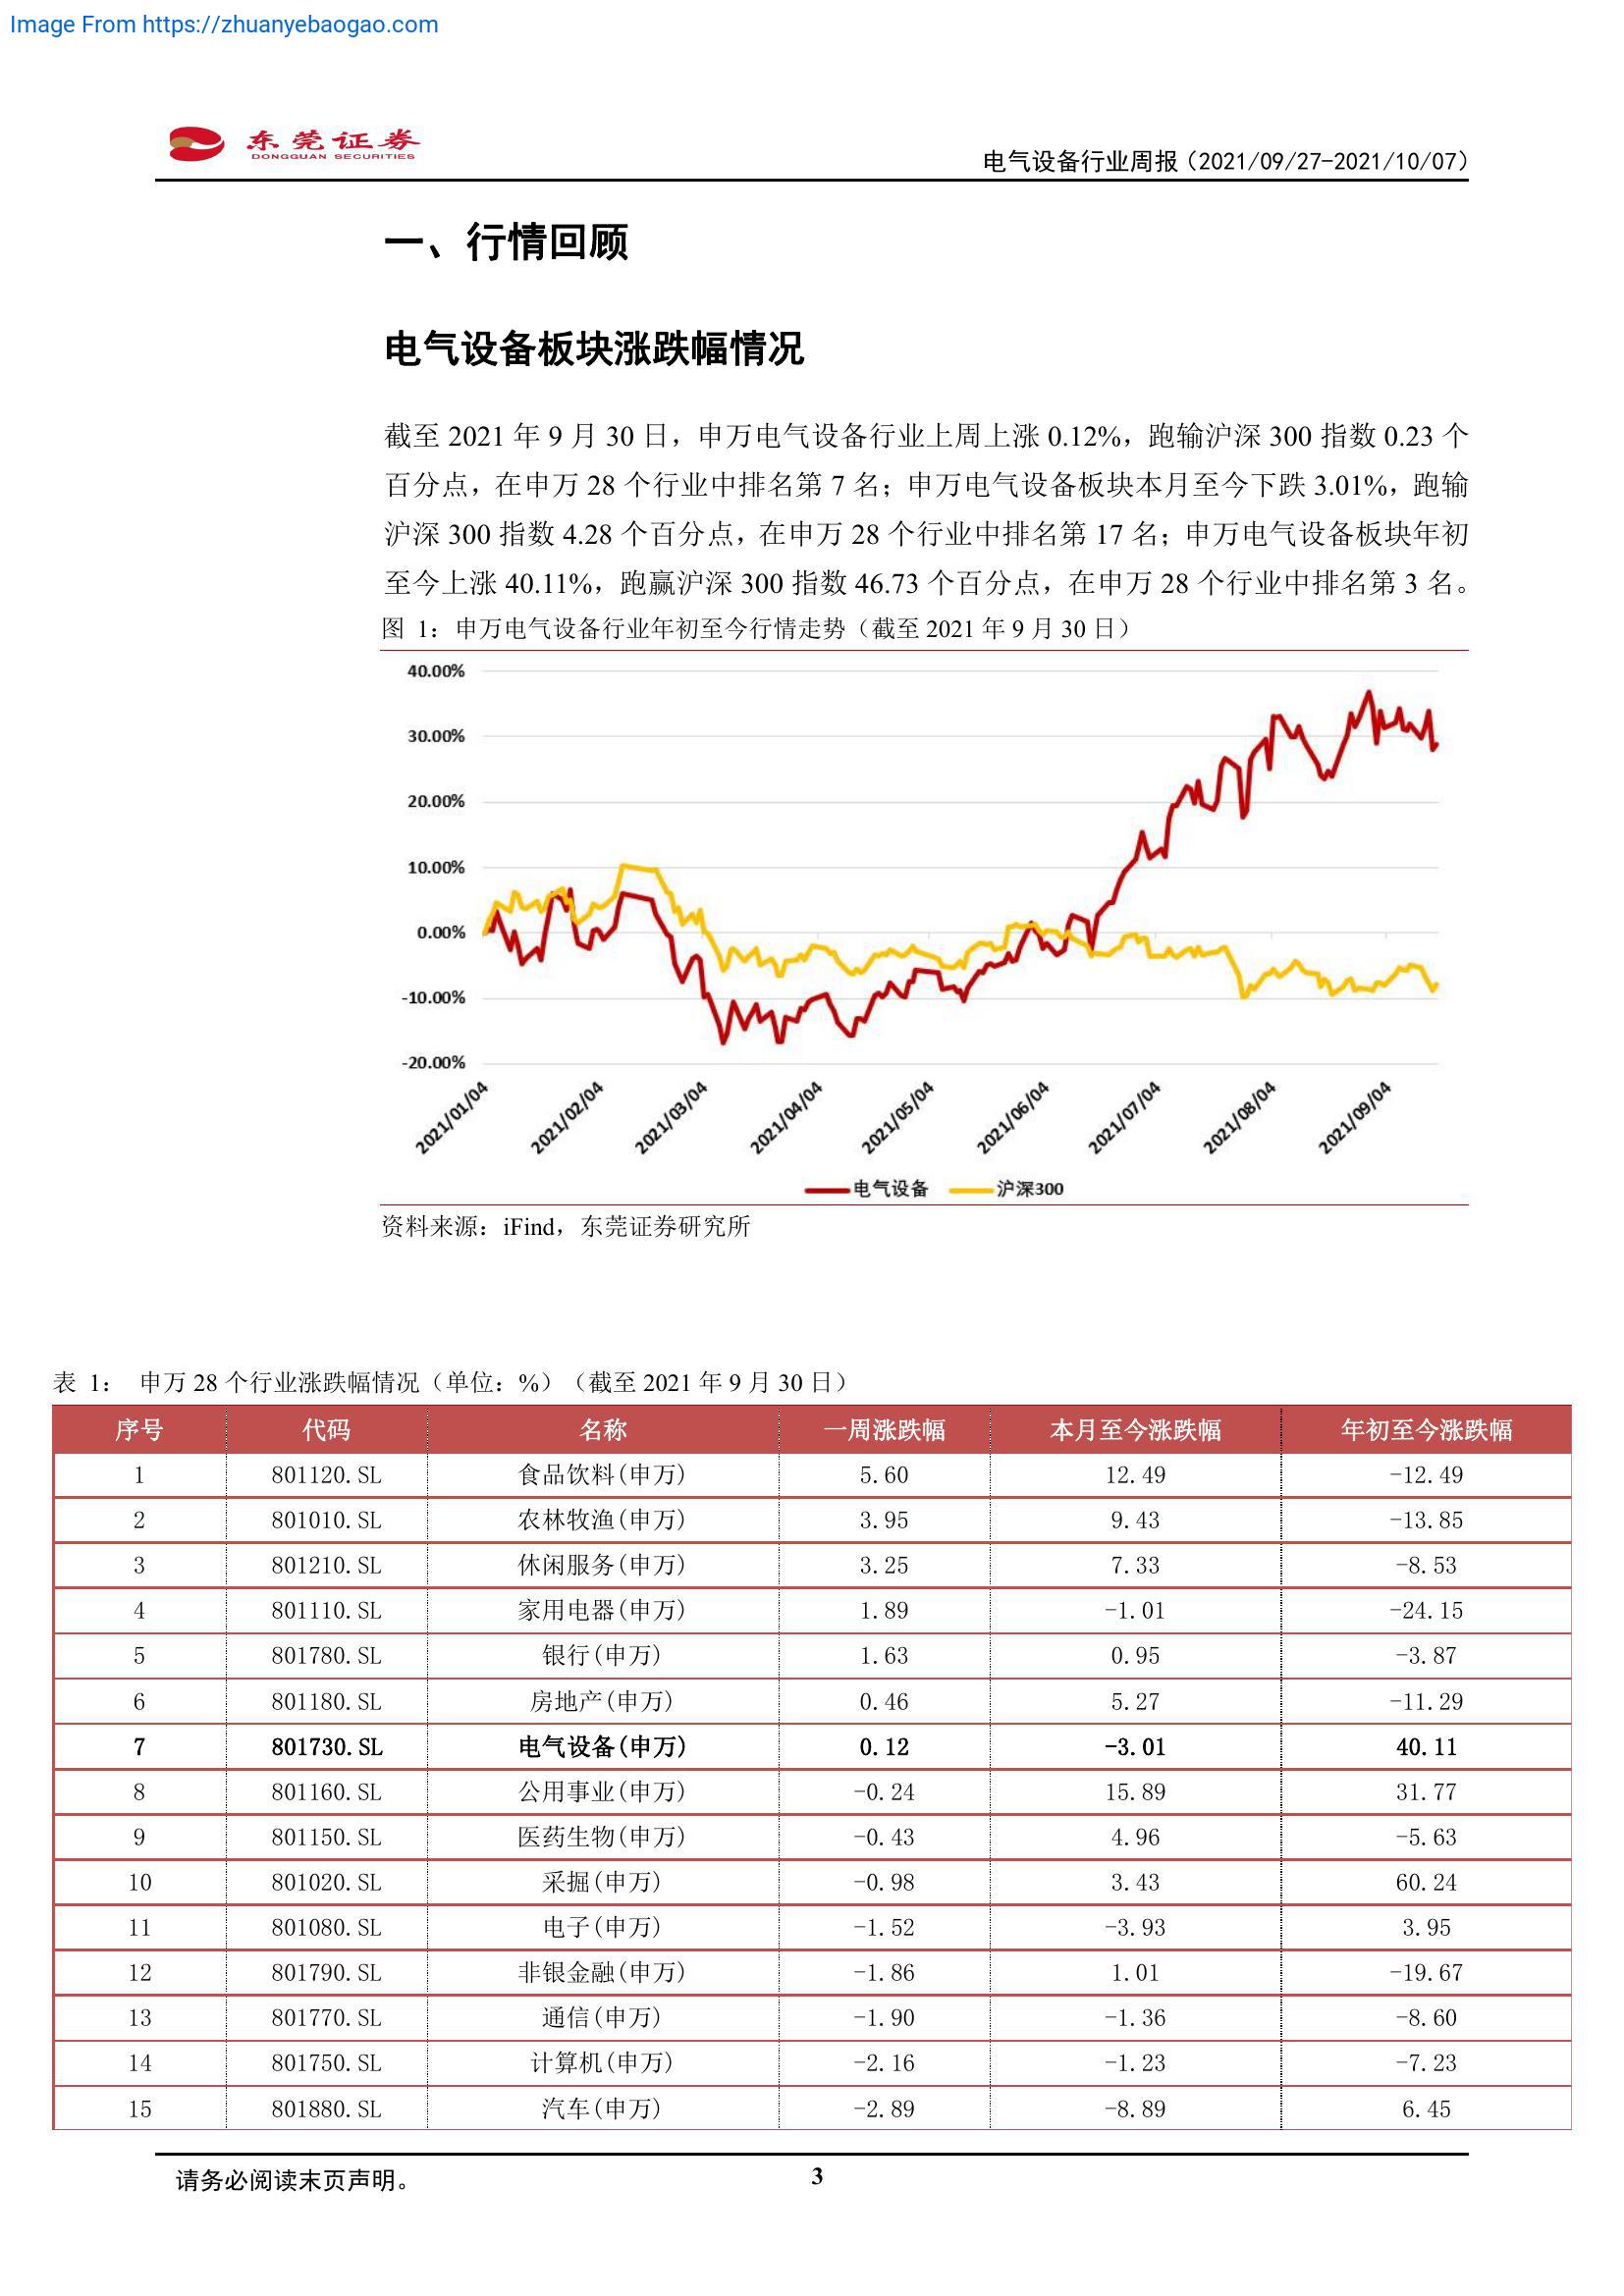 Image From https://zhuanyebaogao.com
东莞证券
DONGGUAN SECURITIES
电气设备行业周报（2021/09/27-2021/10/07）
一、行情回顾
电气设备板块涨跌幅情况
截至 2021 年 9 月 30 日，申万电气设备行业上周上涨 0.12%，跑输沪深 300 指数 0.23 个
百分点，在申万 28 个行业中排名第 7 名；申万电气设备板块本月至今下跌 3.01%，跑输
沪深 300 指数 4.28 个百分点，在申万 28 个行业中排名第 17 名；申万电气设备板块年初
至今上涨 40.11%，跑赢沪深 300 指数 46.73 个百分点，在申万 28 个行业中排名第 3 名。
图 1：申万电气设备行业年初至今行情走势（截至 2021 年 9 月 30 日）
40.00%
30.00%
20.00%
10.00%
0.00%
-10.00%
-20.00%
2021/01/04 2021/02/04 2021/03/04 2021/04/04 2021/05/04 2021/06/04 2021/07/04 2021/08/04 2021/09/04
电气设备 沪深300
资料来源：iFind，东莞证券研究所
表 1： 申万 28 个行业涨跌幅情况（单位：%）（截至 2021 年 9 月 30 日）
序号 代码 名称 一周涨跌幅 本月至今涨跌幅 年初至今涨跌幅
1 801120.SL 食品饮料(申万) 5.60 12.49 -12.49
2 801010.SL 农林牧渔(申万) 3.95 9.43 -13.85
3 801210.SL 休闲服务(申万) 3.25 7.33 -8.53
4 801110.SL 家用电器(申万) 1.89 -1.01 -24.15
5 801780.SL 银行(申万) 1.63 0.95 -3.87
6 801180.SL 房地产(申万) 0.46 5.27 -11.29
7 801730.SL 电气设备(申万) 0.12 -3.01 40.11
8 801160.SL 公用事业(申万) -0.24 15.89 31.77
9 801150.SL 医药生物(申万) -0.43 4.96 -5.63
10 801020.SL 采掘(申万) -0.98 3.43 60.24
11 801080.SL 电子(申万) -1.52 -3.93 3.95
12 801790.SL 非银金融(申万) -1.86 1.01 -19.67
13 801770.SL 通信(申万) -1.90 -1.36 -8.60
14 801750.SL 计算机(申万) -2.16 -1.23 -7.23
15 801880.SL 汽车(申万) -2.89 -8.89 6.45
请务必阅读末页声明。
3